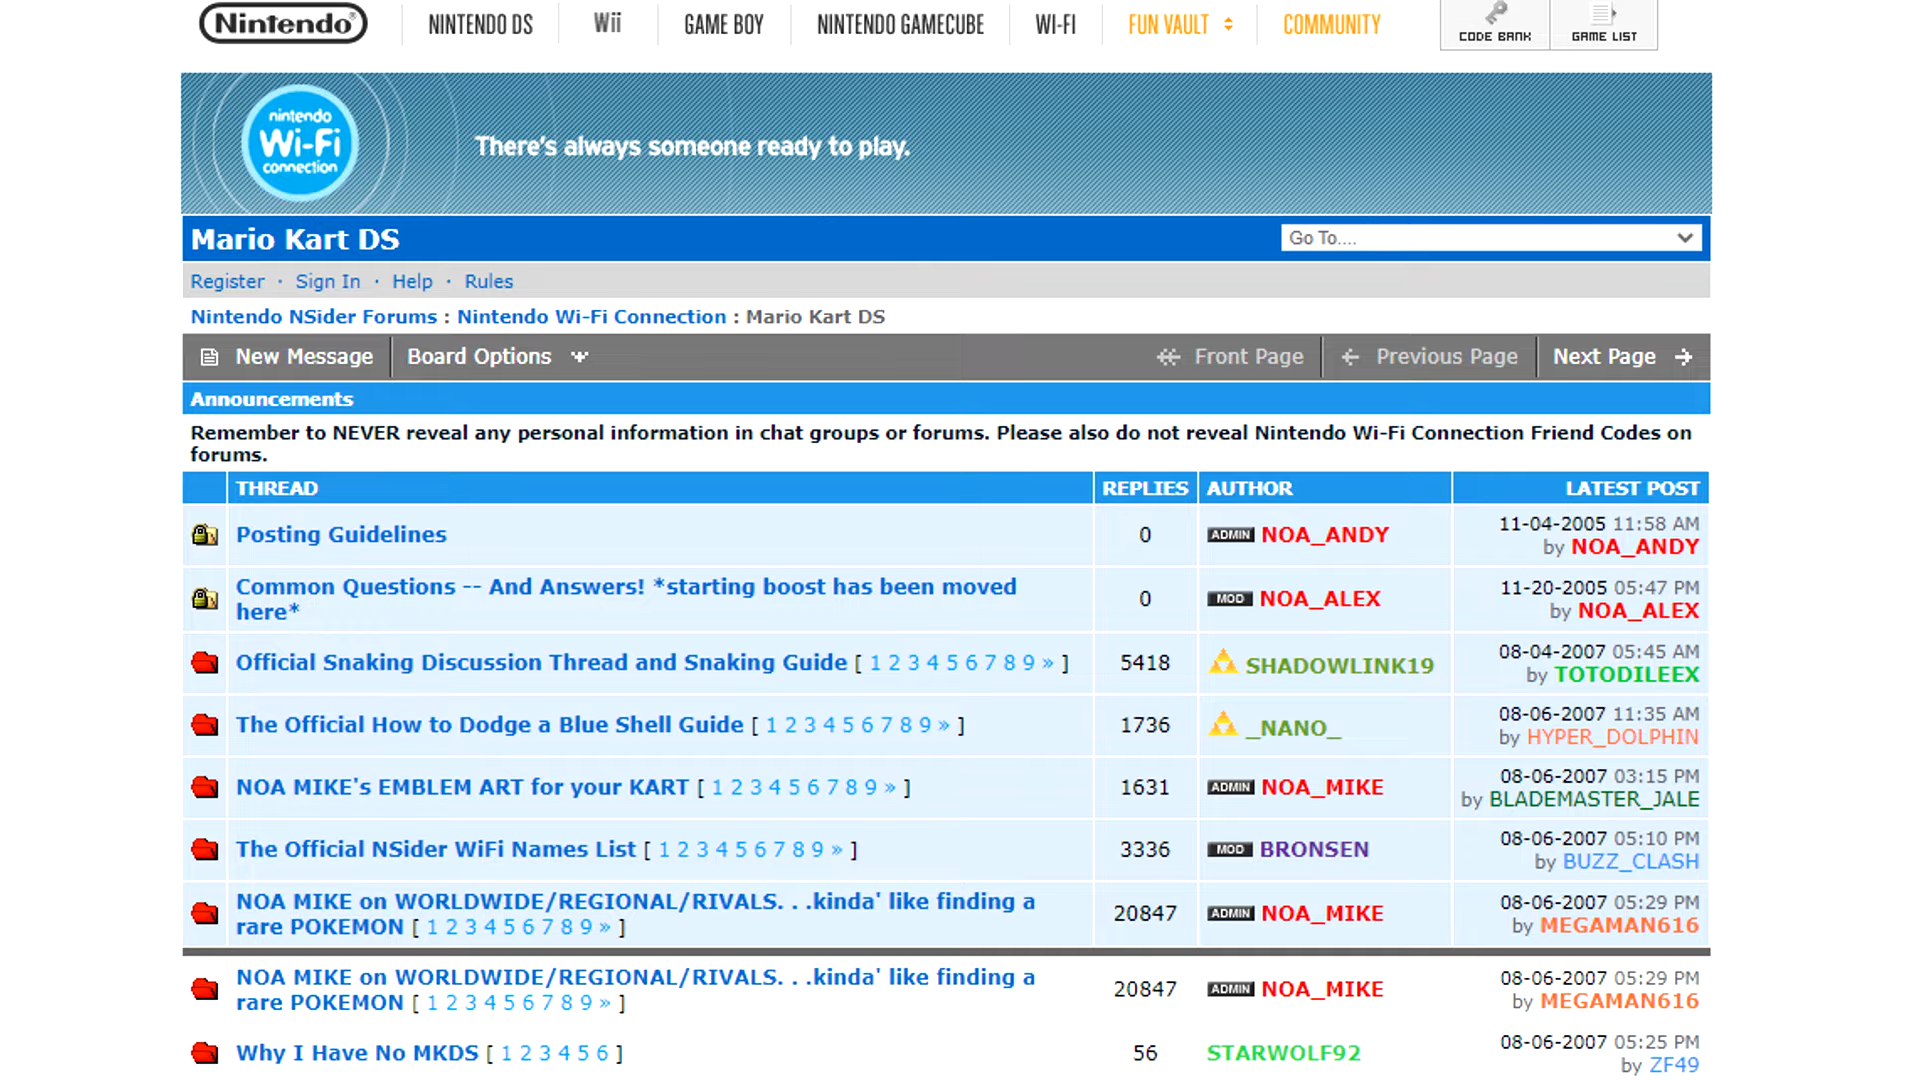 Nintendo®
NINTENDO DS
Wii
GAME BOY
NINTENDO GAMECUBE
WI-FI
FUN VAULT
COMMUNITY
CODE BANK
GAME LIST
nintendo
Wi-Fi
connection
There's always someone ready to play.
Mario Kart DS
Go To....
Register · Sign In · Help · Rules
Nintendo NSider Forums : Nintendo Wi-Fi Connection : Mario Kart DS
New Message
Board Options
Front Page
Previous Page
Next Page
Announcements
Remember to NEVER reveal any personal information in chat groups or forums. Please also do not reveal Nintendo Wi-Fi Connection Friend Codes on
forums.
THREAD REPLIES AUTHOR LATEST POST
Posting Guidelines 0 ADMIN NOA_ANDY 11-04-2005 11:58 AM
by NOA_ANDY
Common Questions -- And Answers! *starting boost has been moved
here* 0 MOD NOA_ALEX 11-20-2005 05:47 PM
by NOA_ALEX
Official Snaking Discussion Thread and Snaking Guide [ 1 2 3 4 5 6 7 8 9 » ] 5418 SHADOWLINK19 08-04-2007 05:45 AM
by TOTODILEEX
The Official How to Dodge a Blue Shell Guide [ 1 2 3 4 5 6 7 8 9 » ] 1736 _NANO_ 08-06-2007 11:35 AM
by HYPER_DOLPHIN
NOA MIKE's EMBLEM ART for your KART [ 1 2 3 4 5 6 7 8 9 » ] 1631 ADMIN NOA_MIKE 08-06-2007 03:15 PM
by BLADEMASTER_JALE
The Official NSider WiFi Names List [ 1 2 3 4 5 6 7 8 9 » ] 3336 MOD BRONSEN 08-06-2007 05:10 PM
by BUZZ_CLASH
NOA MIKE on WORLDWIDE/REGIONAL/RIVALS. . .kinda' like finding a
rare POKEMON [ 1 2 3 4 5 6 7 8 9 » ] 20847 ADMIN NOA_MIKE 08-06-2007 05:29 PM
by MEGAMAN616
NOA MIKE on WORLDWIDE/REGIONAL/RIVALS. . .kinda' like finding a
rare POKEMON [ 1 2 3 4 5 6 7 8 9 » ] 20847 ADMIN NOA_MIKE 08-06-2007 05:29 PM
by MEGAMAN616
Why I Have No MKDS [ 1 2 3 4 5 6 ] 56 STARWOLF92 08-06-2007 05:25 PM
by ZF49